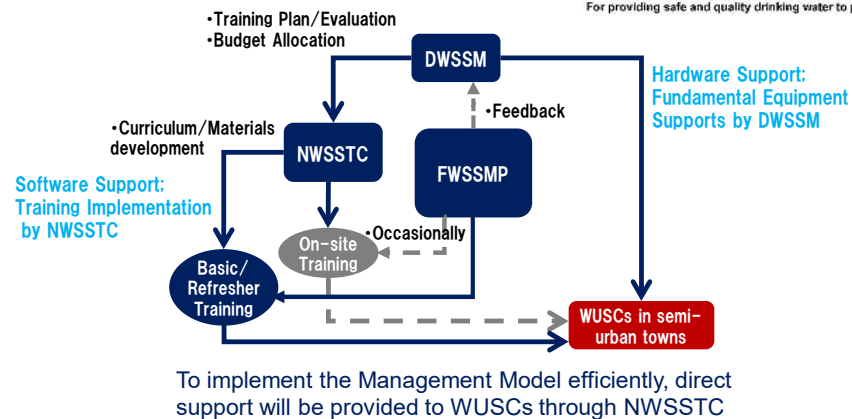 For providing safe and quality drinking water to p
•Training Plan/Evaluation
•Budget Allocation
DWSSM
Hardware Support:
Fundamental Equipment
Supports by DWSSM
•Feedback
•Curriculum/Materials
development
NWSSTC
FWSSMP
Software Support:
Training Implementation
by NWSSTC
•Occasionally
On-site
Training
Basic/
Refresher
Training
WUSCs in semi-
urban towns
To implement the Management Model efficiently, direct
support will be provided to WUSCs through NWSSTC